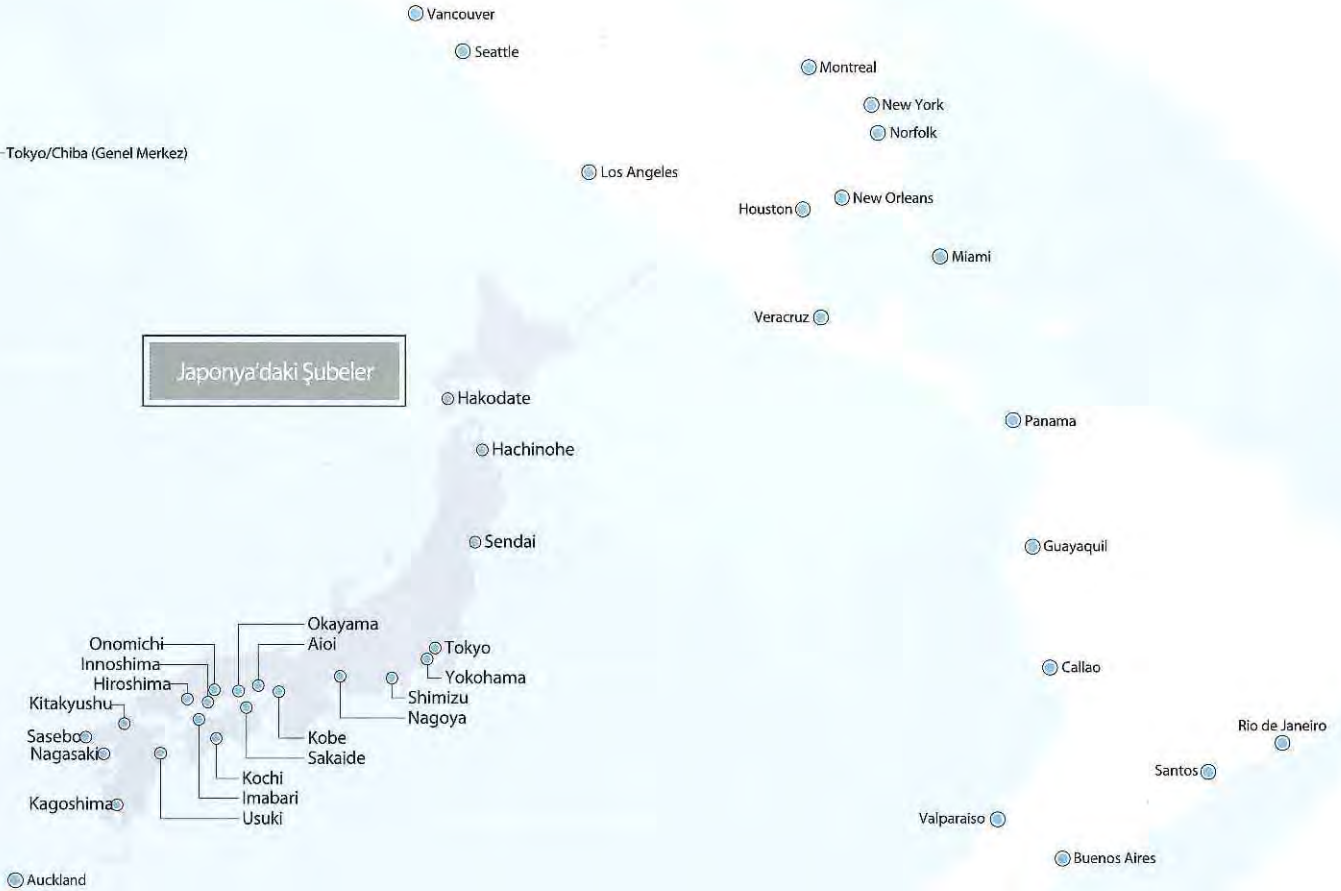 Vancouver
Seattle
Montreal
New York
Norfolk
Tokyo/Chiba (Genel Merkez)
Los Angeles
New Orleans
Houston
Miami
Veracruz
Japonya'daki Şubeler
Hakodate
Panama
Hachinohe
Sendai
Guayaquil
Okayama
Onomichi
Aioi
Tokyo
Innoshima
Callao
Hiroshima
Yokohama
Shimizu
Kitakyushu
Nagoya
Rio de Janeiro
Sasebo
Kobe
Nagasaki
Sakaide
Santos
Kochi
Imabari
Kagoshima
Usuki
Valparaiso
Buenos Aires
Auckland